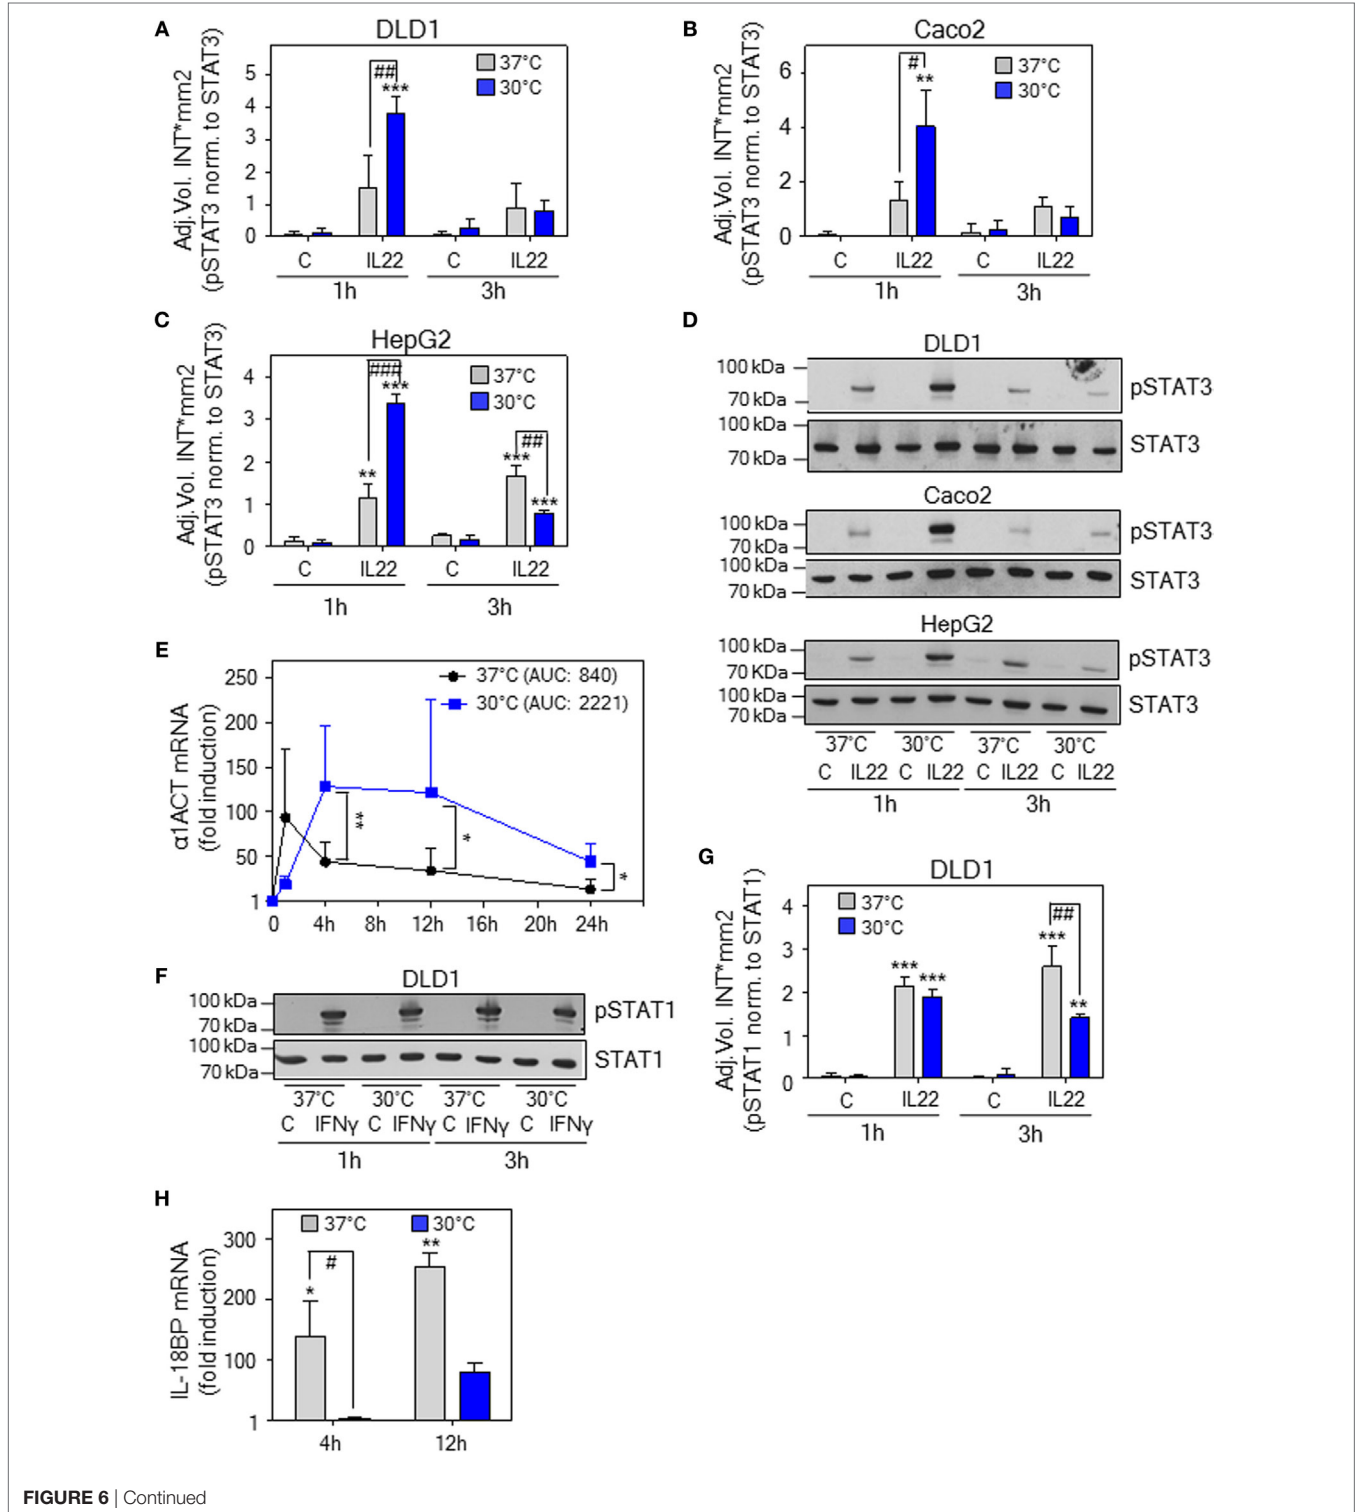 A
DLD1
Adj.Vol. INT*mm2
(pSTAT3 norm. to STAT3)
5
4
3
2
1
0
37°C
30°C
##
***
C IL22 C IL22
1h 3h
B
Caco2
Adj.Vol. INT*mm2
(pSTAT3 norm. to STAT3)
6
4
2
0
37°C
30°C
#
**
C IL22 C IL22
1h 3h
C
HepG2
Adj.Vol. INT*mm2
(pSTAT3 norm. to STAT3)
4
3
2
1
0
37°C
30°C
###
***
**
##
***
***
C IL22 C IL22
1h 3h
D
DLD1
100 kDa
70 kDa
pSTAT3
100 kDa
70 kDa
STAT3
Caco2
100 kDa
70 kDa
pSTAT3
100 kDa
70 kDa
STAT3
HepG2
100 kDa
70 KDa
pSTAT3
100 kDa
70 kDa
STAT3
37°C 30°C 37°C 30°C
C IL22 C IL22 C IL22 C IL22
1h 3h
E
α1ACT mRNA
(fold induction)
250
200
150
100
50
1
37°C (AUC: 840)
30°C (AUC: 2221)
**
*
*
0 4h 8h 12h 16h 20h 24h
F
DLD1
100 kDa
70 kDa
pSTAT1
100 kDa
70 kDa
STAT1
37°C 30°C 37°C 30°C
C IFNγ C IFNγ C IFNγ C IFNγ
1h 3h
G
DLD1
Adj.Vol. INT*mm2
(pSTAT1 norm. to STAT1)
4
3
2
1
0
37°C
30°C
***
***
##
***
**
C IL22 C IL22
1h 3h
H
IL-18BP mRNA
(fold induction)
300
200
100
1
37°C 30°C
#
*
**
4h 12h
FIGURE 6 | Continued